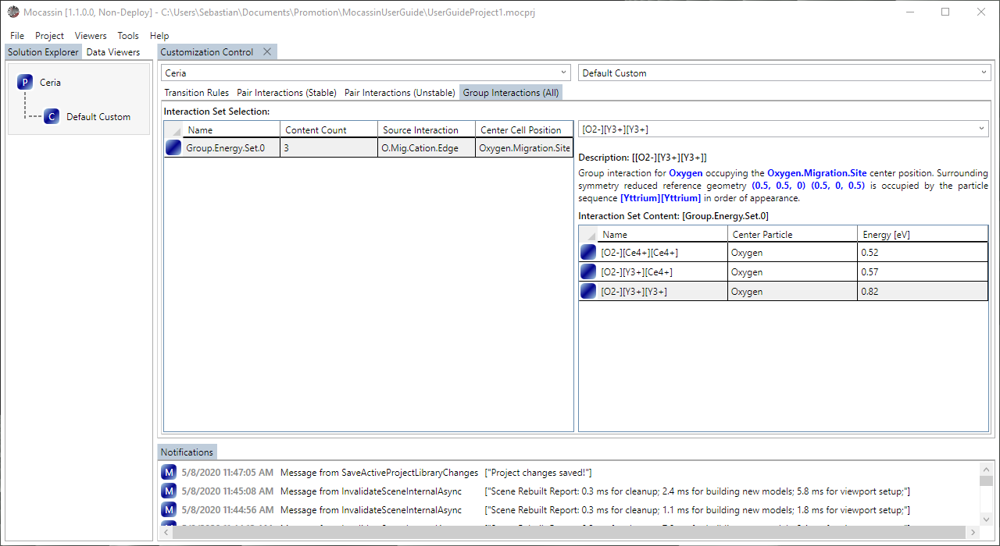 Mocassin [1.1.0.0, Non-Deploy] - C:\Users\Sebastian\Documents\Promotion\MocassinUserGuide\UserGuideProject1.mocprj
File Project Viewers Tools Help
Solution Explorer Data Viewers
P Ceria
C Default Custom
Customization Control
Ceria
Default Custom
Transition Rules Pair Interactions (Stable) Pair Interactions (Unstable) Group Interactions (All)
Interaction Set Selection:
Name Content Count Source Interaction Center Cell Position
Group.Energy.Set.0 3 O.Mig.Cation.Edge Oxygen.Migration.Site
[O2-][Y3+][Y3+]
Description: [[O2-][Y3+][Y3+]]
Group interaction for Oxygen occupying the Oxygen.Migration.Site center position. Surrounding
symmetry reduced reference geometry (0.5, 0.5, 0) (0.5, 0, 0.5) is occupied by the particle
sequence [Yttrium][Yttrium] in order of appearance.
Interaction Set Content: [Group.Energy.Set.0]
Name Center Particle Energy [eV]
[O2-][Ce4+][Ce4+] Oxygen 0.52
[O2-][Y3+][Ce4+] Oxygen 0.57
[O2-][Y3+][Y3+] Oxygen 0.82
Notifications
M 5/8/2020 11:47:05 AM Message from SaveActiveProjectLibraryChanges ["Project changes saved!"]
M 5/8/2020 11:45:08 AM Message from InvalidateSceneInternalAsync ["Scene Rebuilt Report: 0.3 ms for cleanup; 2.4 ms for building new models; 5.8 ms for viewport setup;"]
M 5/8/2020 11:44:56 AM Message from InvalidateSceneInternalAsync ["Scene Rebuilt Report: 0.3 ms for cleanup; 1.1 ms for building new models; 1.8 ms for viewport setup;"]